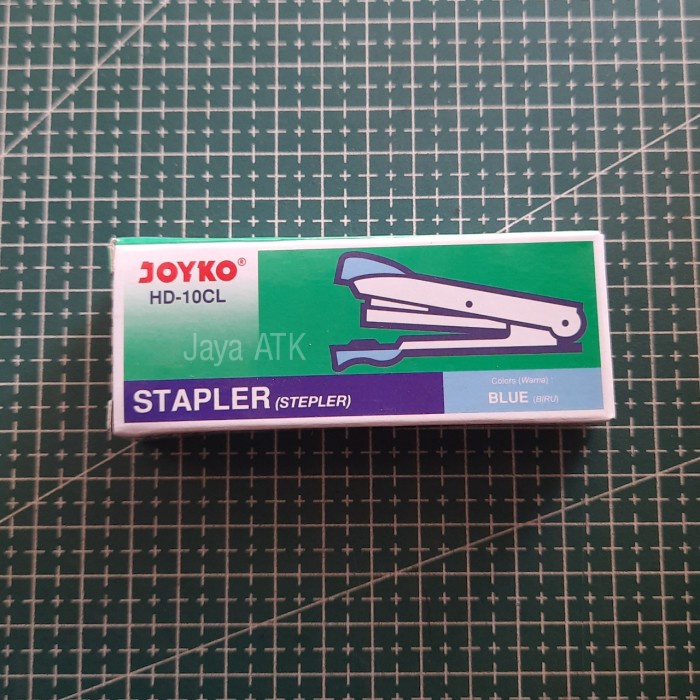 JOYKO®
HD-10CL
Jaya ATK
STAPLER (STEPLER)
Colors (Warna) :
BLUE (BIRU)